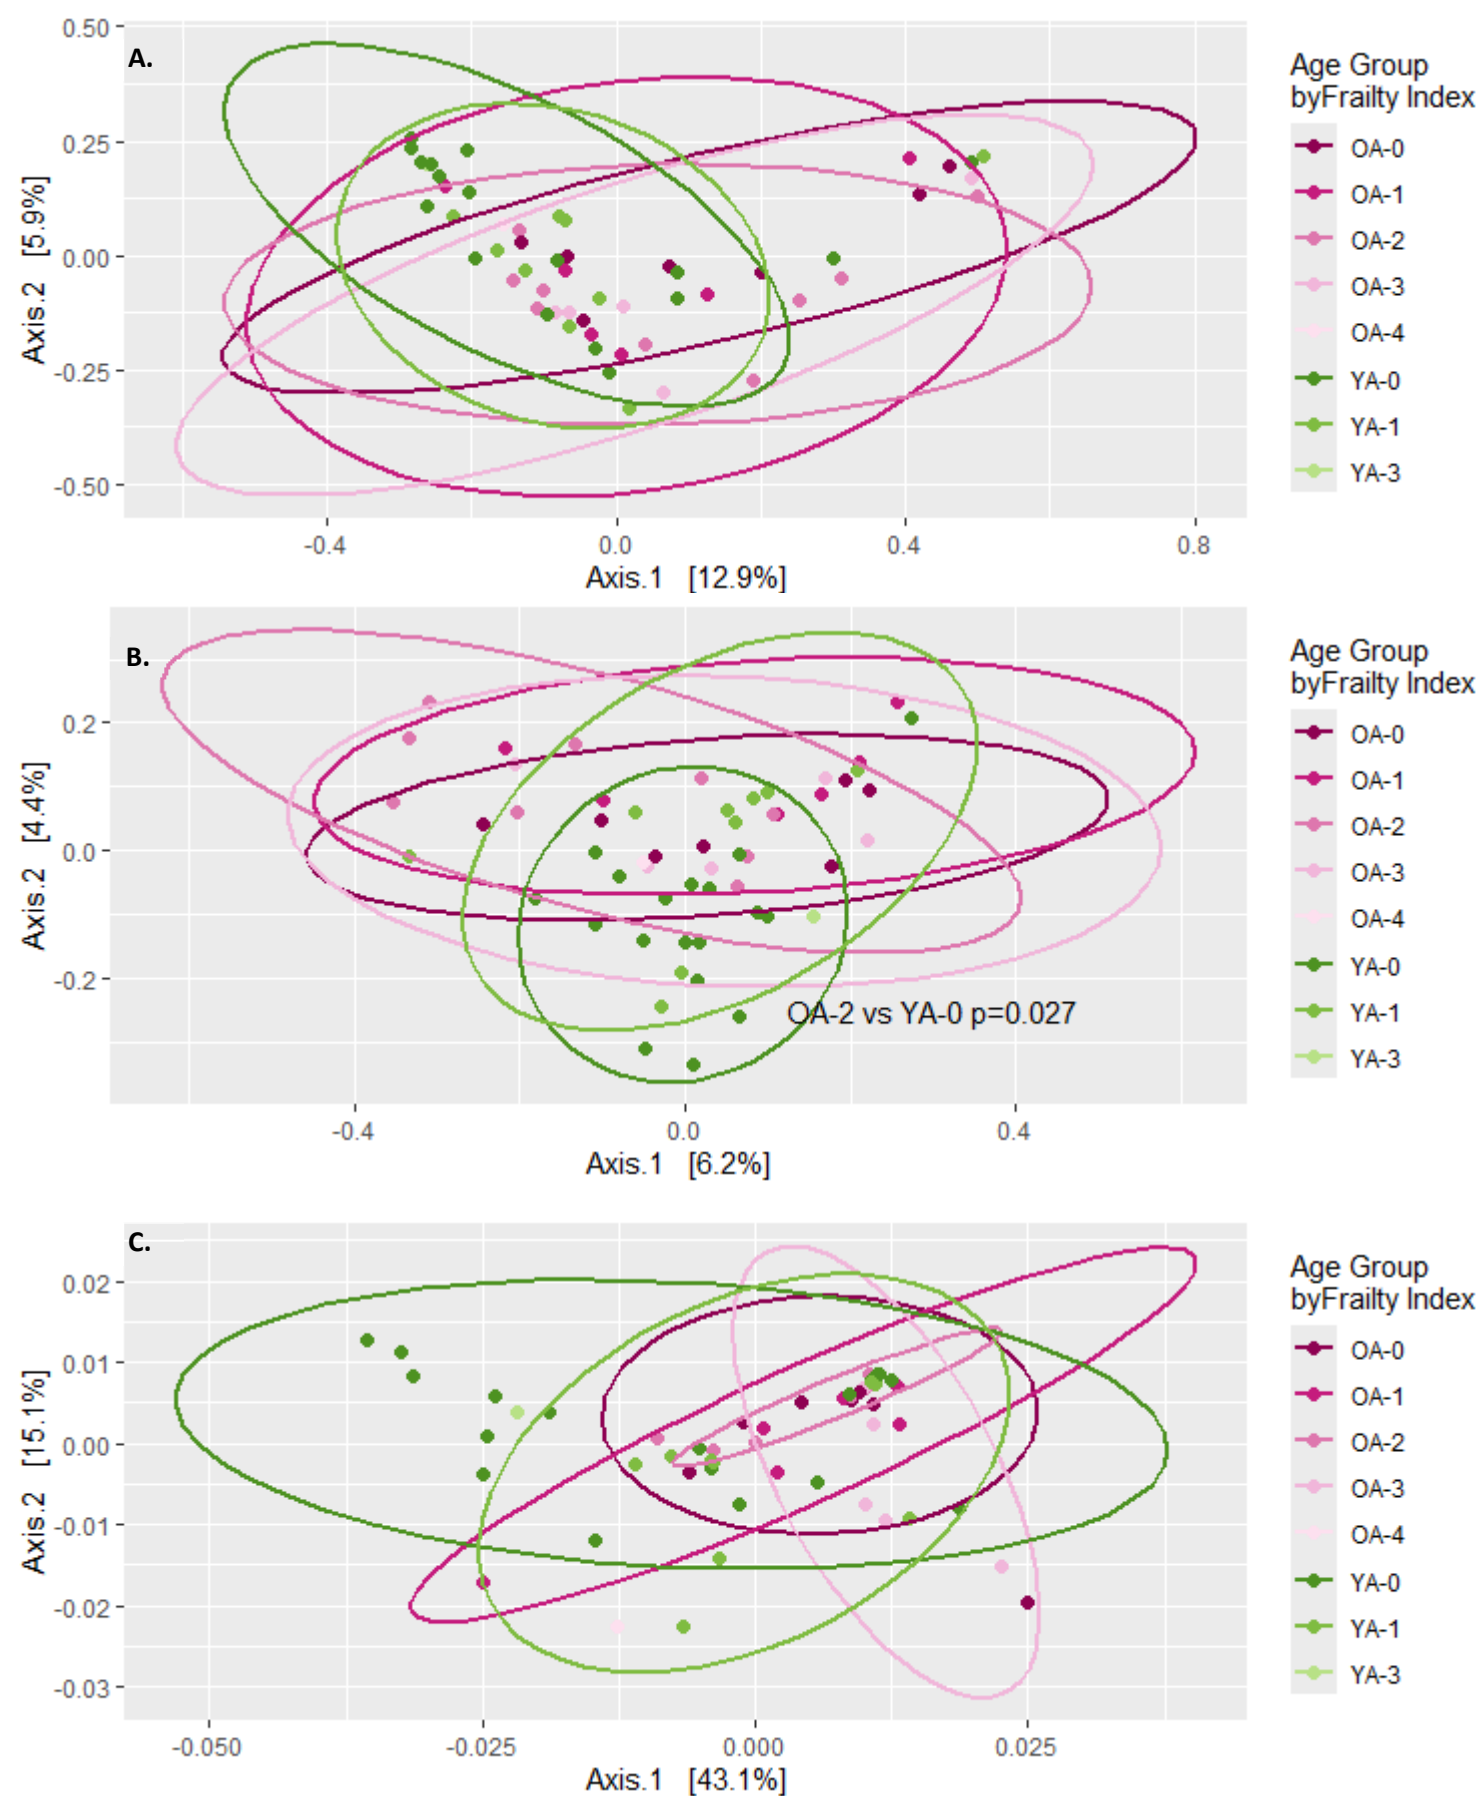 A.
0.50
0.25
0.00
-0.25
-0.50
Axis.2 [5.9%]
-0.4
0.0
0.4
0.8
Axis.1 [12.9%]
Age Group
byFrailty Index
OA-0
OA-1
OA-2
OA-3
OA-4
YA-0
YA-1
YA-3
B.
0.2
0.0
-0.2
Axis.2 [4.4%]
OA-2 vs YA-0 p=0.027
-0.4
0.0
0.4
Axis.1 [6.2%]
Age Group
byFrailty Index
OA-0
OA-1
OA-2
OA-3
OA-4
YA-0
YA-1
YA-3
C.
0.02
0.01
0.00
-0.01
-0.02
-0.03
Axis.2 [15.1%]
-0.050
-0.025
0.000
0.025
Axis.1 [43.1%]
Age Group
byFrailty Index
OA-0
OA-1
OA-2
OA-3
OA-4
YA-0
YA-1
YA-3